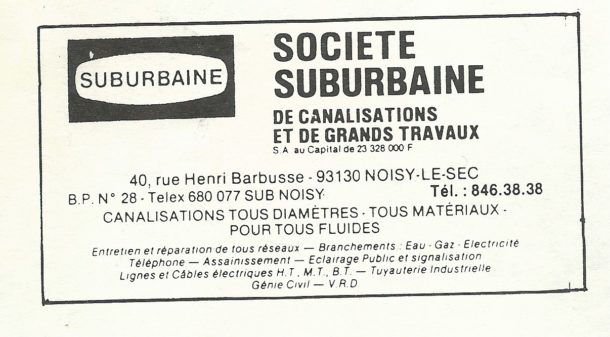 SUBURBAINE
SOCIETE
SUBURBAINE
DE CANALISATIONS
ET DE GRANDS TRAVAUX
S.A. au Capital de 23 328 000 F
40, rue Henri Barbusse - 93130 NOISY-LE-SEC
B.P. N° 28 - Telex 680 077 SUB NOISY Tél. : 846.38.38
CANALISATIONS TOUS DIAMÈTRES - TOUS MATÉRIAUX -
POUR TOUS FLUIDES
Entretien et réparation de tous réseaux — Branchements : Eau - Gaz - Electricité
Téléphone — Assainissement — Eclairage Public et signalisation
Lignes et Câbles électriques H.T., M.T., B.T. — Tuyauterie Industrielle
Génie Civil — V.R.D